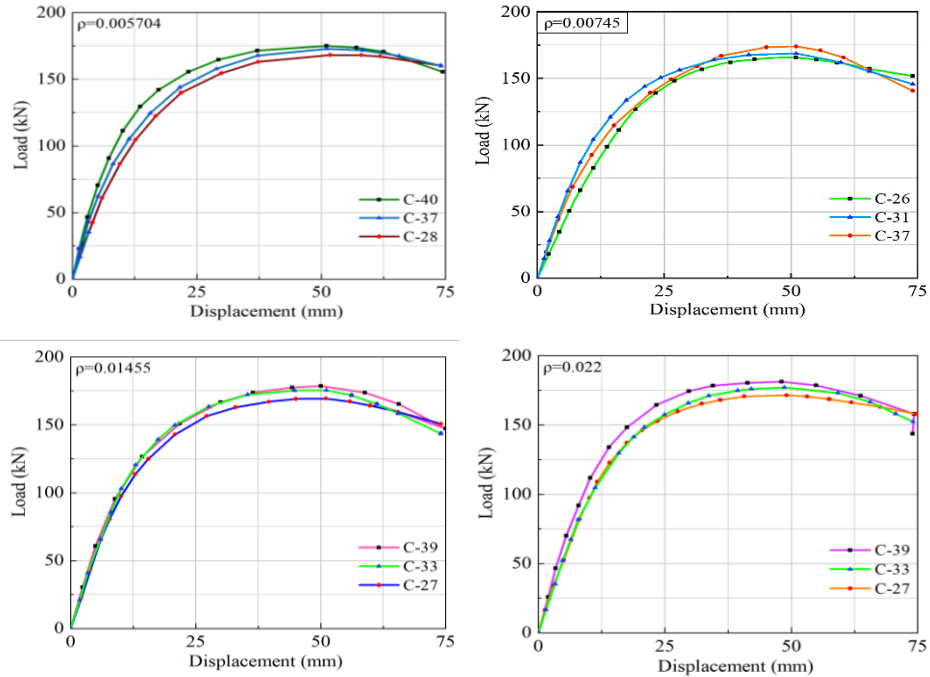 200
ρ=0.005704
150
100
50
0
Load (kN)
C-40
C-37
C-28
0
25
50
75
Displacement (mm)
200
ρ=0.00745
150
100
50
0
Load (kN)
C-26
C-31
C-37
0
25
50
75
Displacement (mm)
200
ρ=0.01455
150
100
50
0
Load (kN)
C-39
C-33
C-27
0
25
50
75
Displacement (mm)
200
ρ=0.022
150
100
50
0
Load (kN)
C-39
C-33
C-27
0
25
50
75
Displacement (mm)